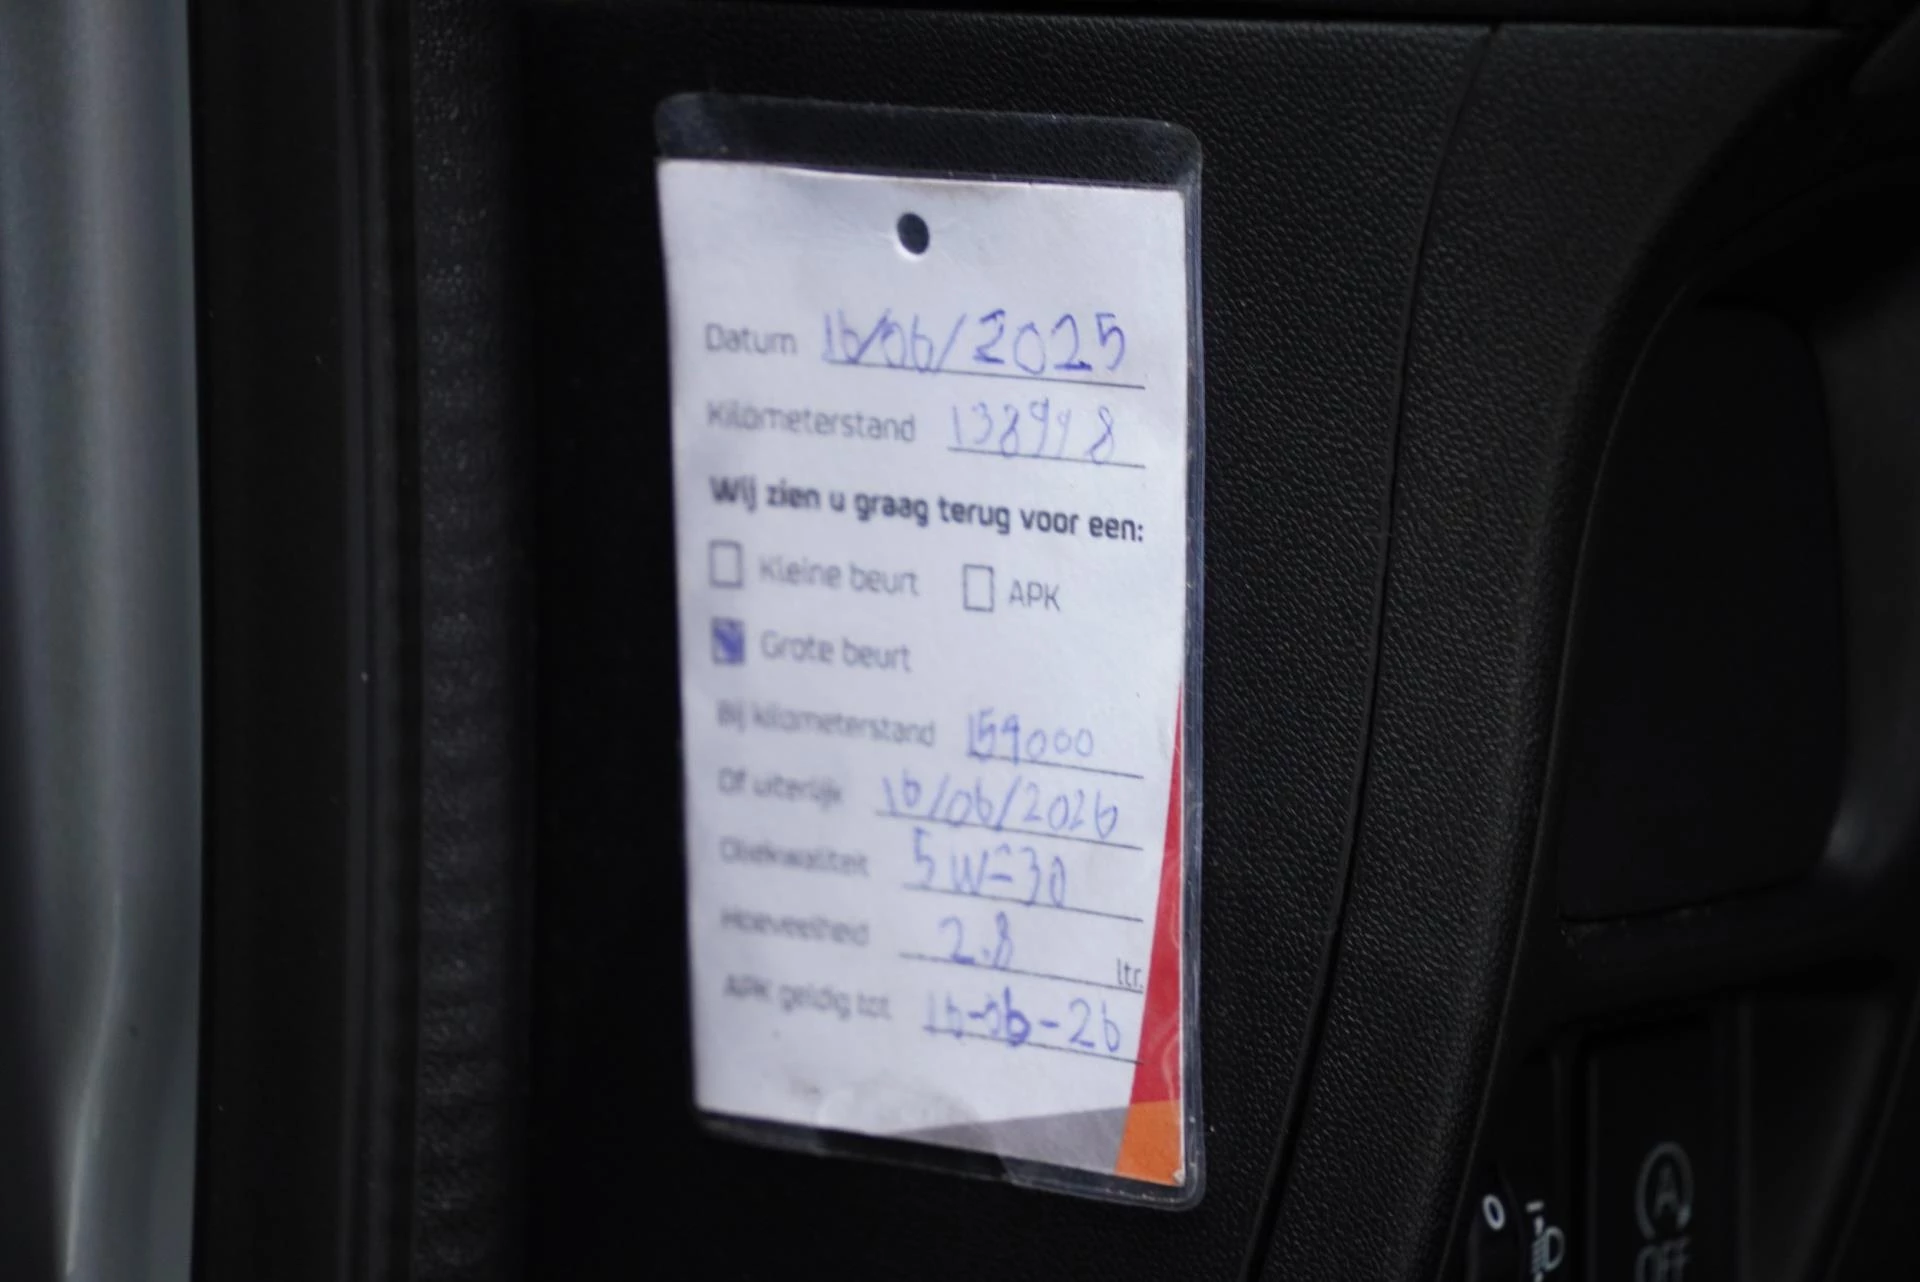 Datum 16/06/2025
Kilometerstand 138998
Wij zien u graag terug voor een:
Kleine beurt APK
Grote beurt
Bij kilometerstand 159000
Of uiterlijk 16/06/2026
Oliekwaliteit 5W-30
Hoeveelheid 2.8 ltr.
APK geldig tot 16-06-26
0
A
OFF